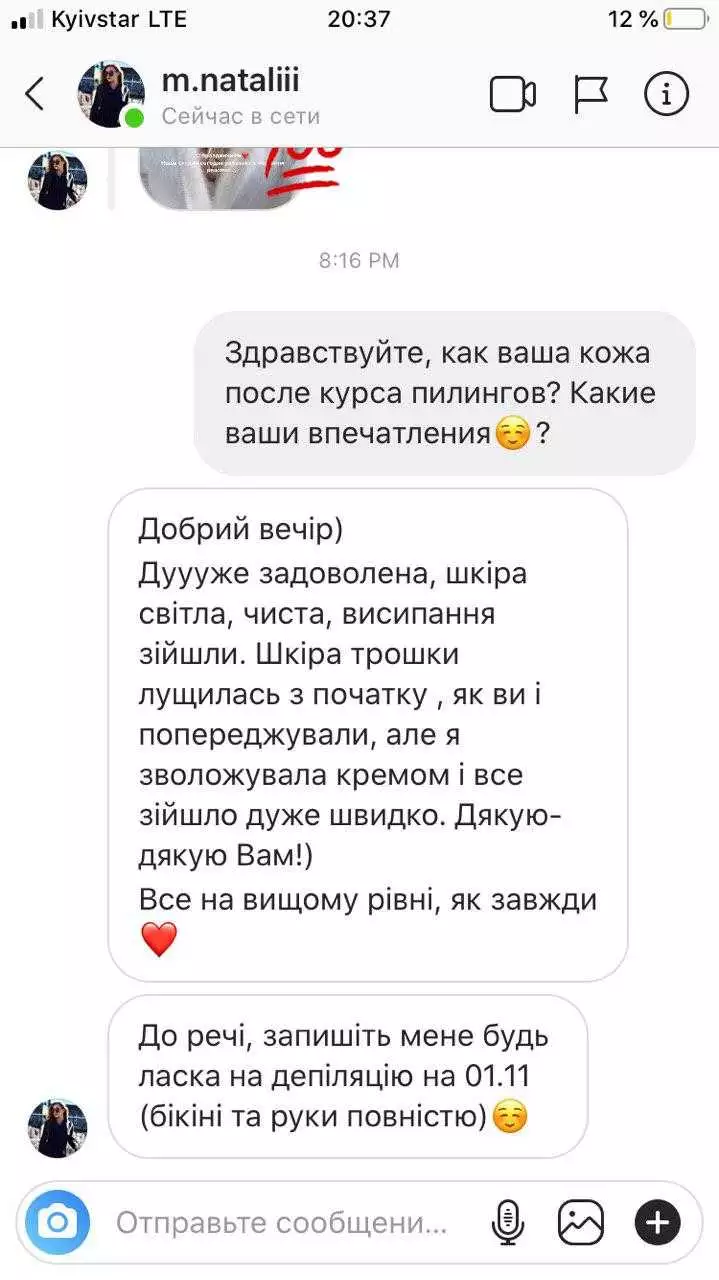 Kyivstar LTE 20:37 12 %
m.nataliii
Сейчас в сети
8:16 PM
Здравствуйте, как ваша кожа
после курса пилингов? Какие
ваши впечатления☺️?
Добрий вечір)
Дуууже задоволена, шкіра
світла, чиста, висипання
зійшли. Шкіра трошки
лущилась з початку , як ви і
попереджували, але я
зволожувала кремом і все
зійшло дуже швидко. Дякую-
дякую Вам!)
Все на вищому рівні, як завжди
❤️
До речі, запишіть мене будь
ласка на депіляцію на 01.11
(бікіні та руки повністю)☺️
Отправьте сообщени...